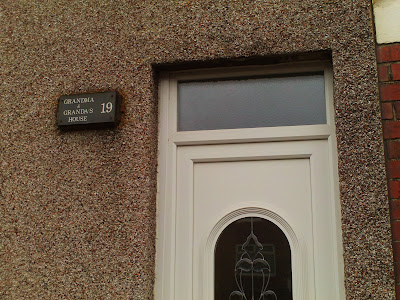 GRANDMA
&
GRANDA'S
HOUSE
19